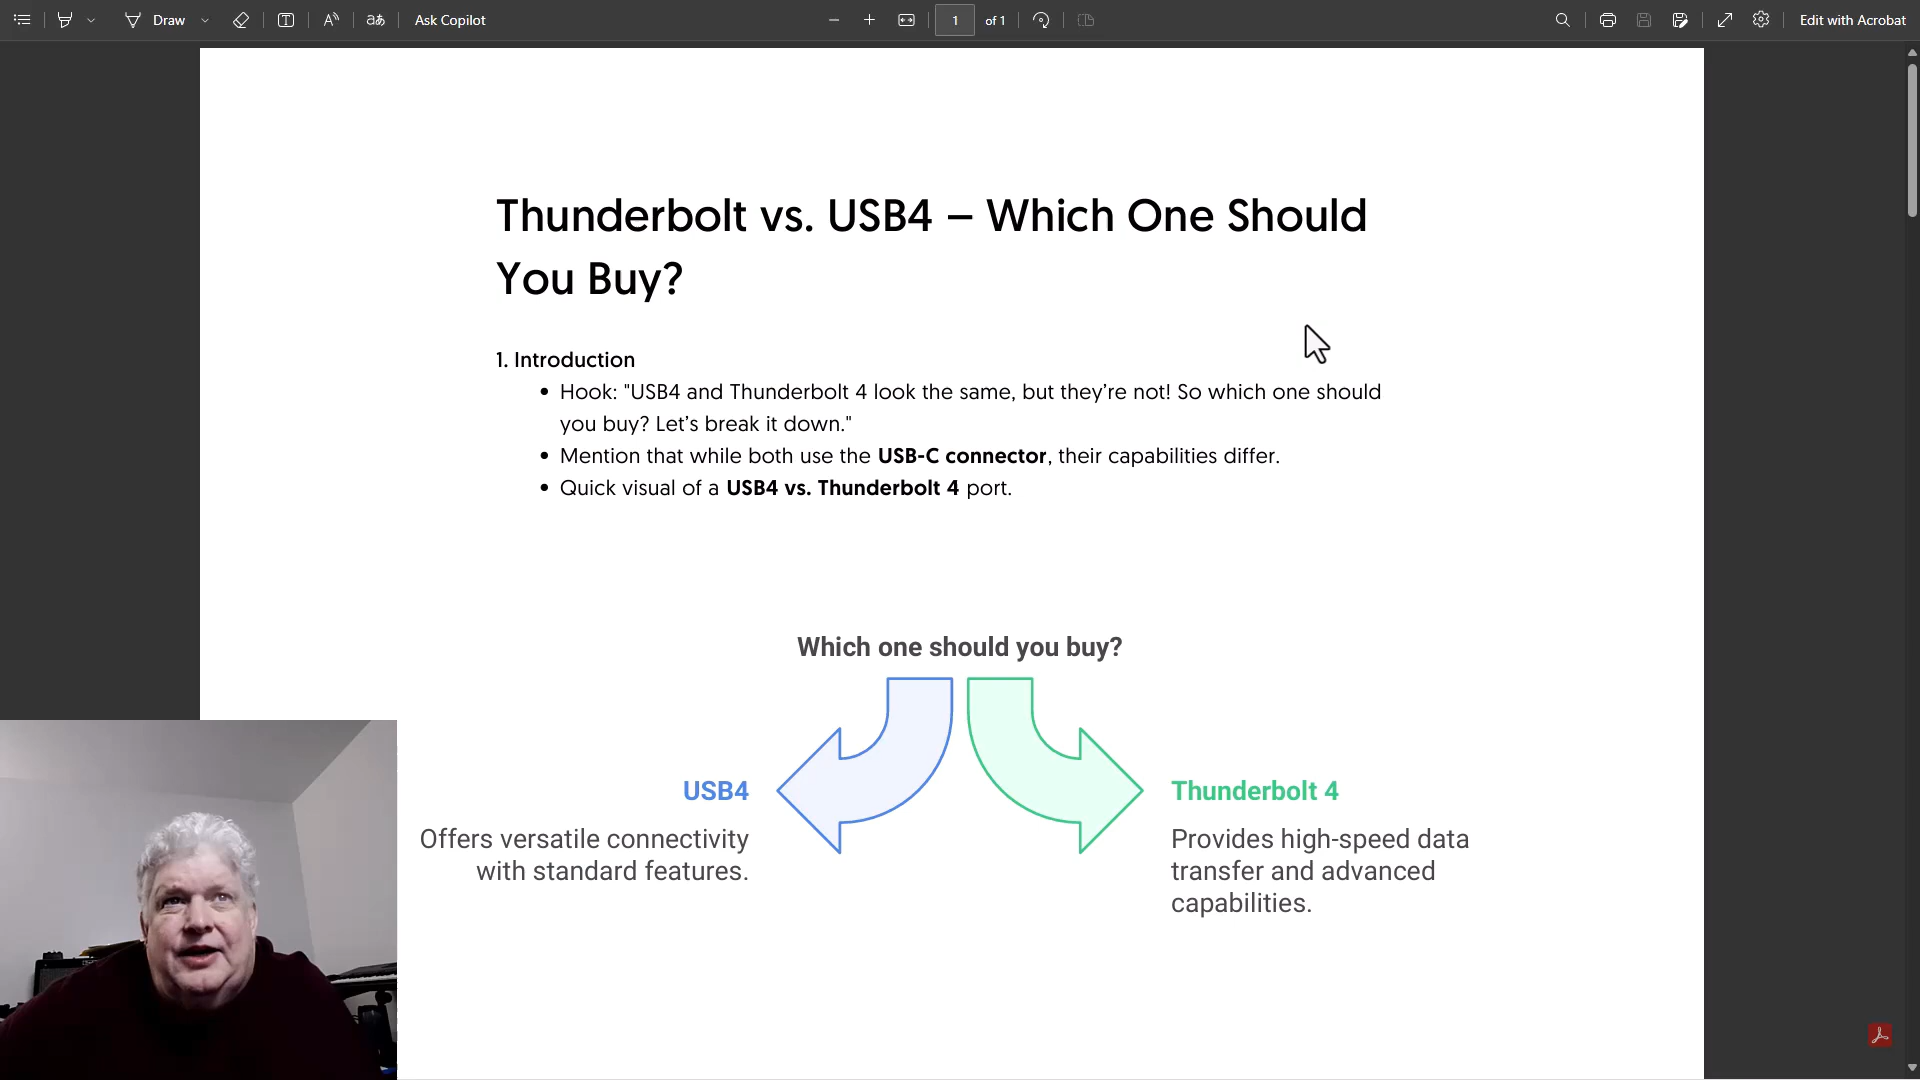 Draw
A
aあ
Ask Copilot
1
of 1
Edit with Acrobat
Thunderbolt vs. USB4 – Which One Should
You Buy?
1. Introduction
• Hook: "USB4 and Thunderbolt 4 look the same, but they’re not! So which one should
you buy? Let’s break it down."
• Mention that while both use the USB-C connector, their capabilities differ.
• Quick visual of a USB4 vs. Thunderbolt 4 port.
Which one should you buy?
USB4
Offers versatile connectivity
with standard features.
Thunderbolt 4
Provides high-speed data
transfer and advanced
capabilities.